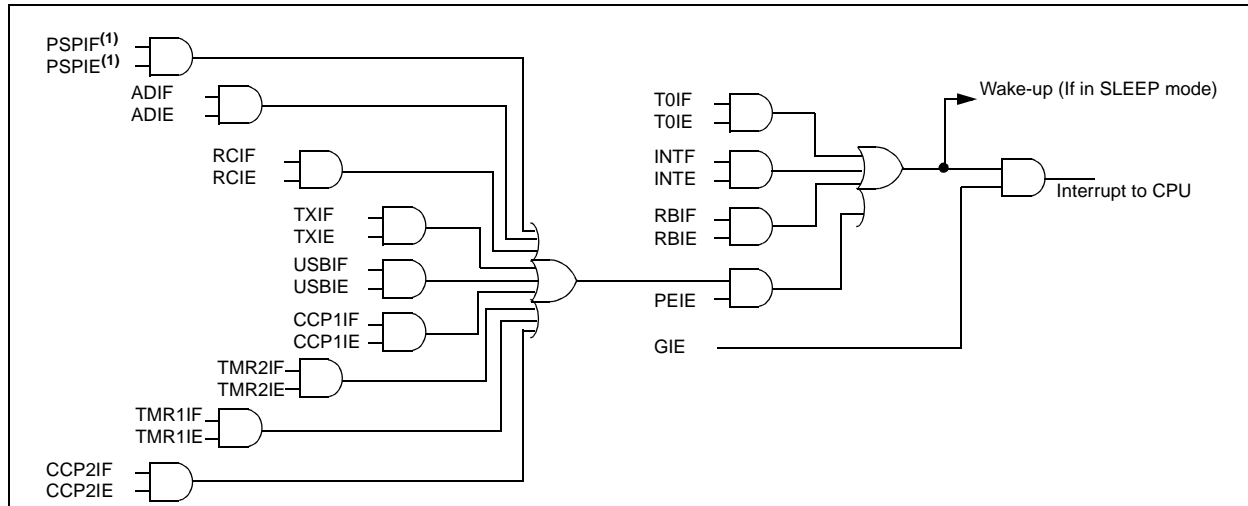 PSPIF(1)
PSPIE(1)
ADIF
ADIE
RCIF
RCIE
TXIF
TXIE
USBIF
USBIE
CCP1IF
CCP1IE
TMR2IF
TMR2IE
TMR1IF
TMR1IE
CCP2IF
CCP2IE
T0IF
T0IE
INTF
INTE
RBIF
RBIE
PEIE
GIE
Wake-up (If in SLEEP mode)
Interrupt to CPU